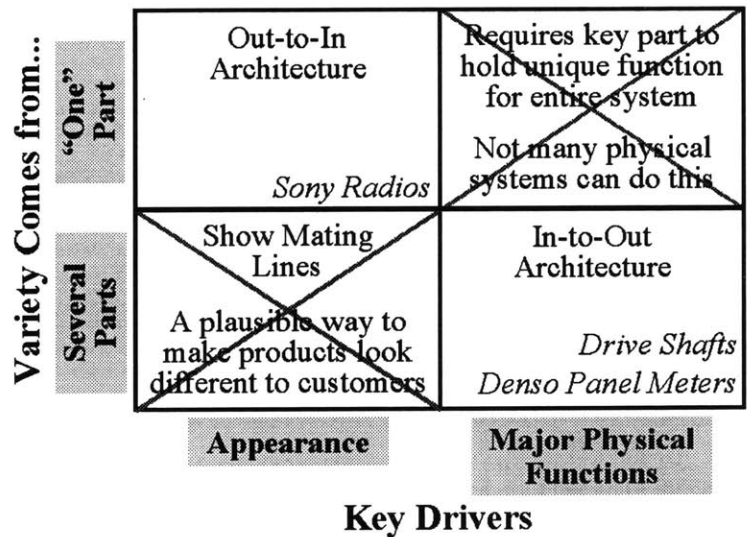 Variety Comes from...
"One"
Part
Several
Parts
Out-to-In
Architecture
Sony Radios
Requires key part to
hold unique function
for entire system
Not many physical
systems can do this
Show Mating
Lines
A plausible way to
make products look
different to customers
In-to-Out
Architecture
Drive Shafts
Denso Panel Meters
Appearance
Major Physical
Functions
Key Drivers